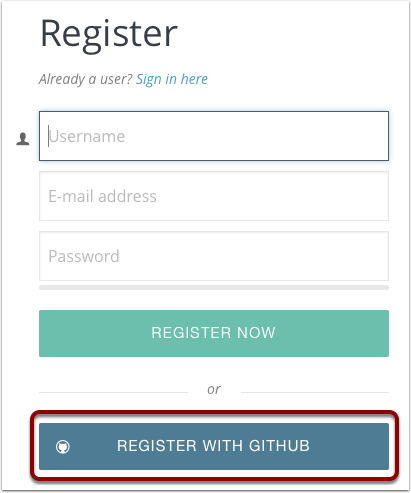 Register
Already a user? Sign in here
Username
E-mail address
Password
REGISTER NOW
or
REGISTER WITH GITHUB